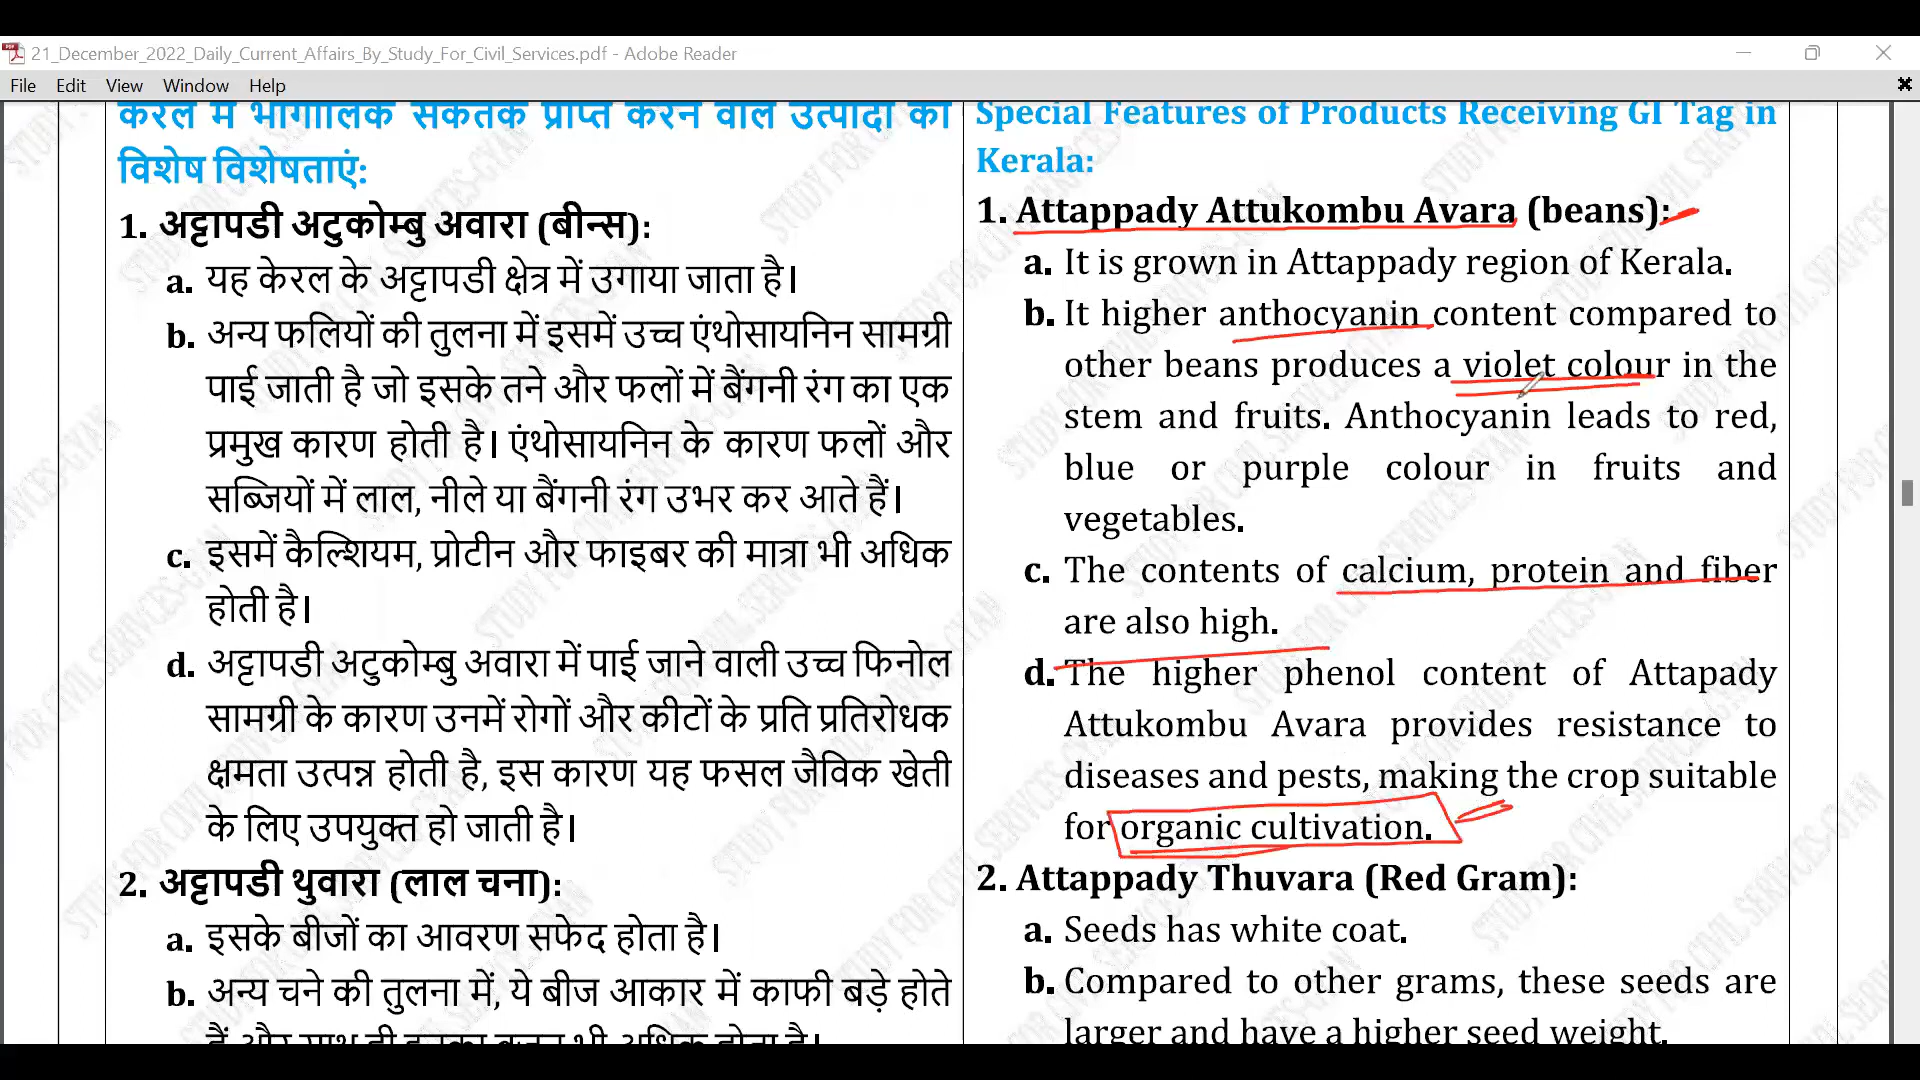 21_December_2022_Daily_Current_Affairs_By_Study_For_Civil_Services.pdf - Adobe Reader
File Edit View Window Help
केरल में भौगोलिक संकेतक प्राप्त करने वाले उत्पादों की
विशेष विशेषताएं:
1. अट्टापडी अटुकोम्बु अवारा (बीन्स):
a. यह केरल के अट्टापडी क्षेत्र में उगाया जाता है।
b. अन्य फलियों की तुलना में इसमें उच्च एंथोसायनिन सामग्री
पाई जाती है जो इसके तने और फलों में बैंगनी रंग का एक
प्रमुख कारण होती है। एंथोसायनिन के कारण फलों और
सब्जियों में लाल, नीले या बैंगनी रंग उभर कर आते हैं।
c. इसमें कैल्शियम, प्रोटीन और फाइबर की मात्रा भी अधिक
होती है।
d. अट्टापडी अटुकोम्बु अवारा में पाई जाने वाली उच्च फिनोल
सामग्री के कारण उनमें रोगों और कीटों के प्रति प्रतिरोधक
क्षमता उत्पन्न होती है, इस कारण यह फसल जैविक खेती
के लिए उपयुक्त हो जाती है।
2. अट्टापडी थुवारा (लाल चना):
a. इसके बीजों का आवरण सफेद होता है।
b. अन्य चने की तुलना में, ये बीज आकार में काफी बड़े होते
हैं और साथ ही इनका वजन भी अधिक होता है।
Special Features of Products Receiving GI Tag in
Kerala:
1. Attappady Attukombu Avara (beans):
a. It is grown in Attappady region of Kerala.
b. It higher anthocyanin content compared to
other beans produces a violet colour in the
stem and fruits. Anthocyanin leads to red,
blue or purple colour in fruits and
vegetables.
c. The contents of calcium, protein and fiber
are also high.
d. The higher phenol content of Attapady
Attukombu Avara provides resistance to
diseases and pests, making the crop suitable
for organic cultivation.
2. Attappady Thuvara (Red Gram):
a. Seeds has white coat.
b. Compared to other grams, these seeds are
larger and have a higher seed weight.